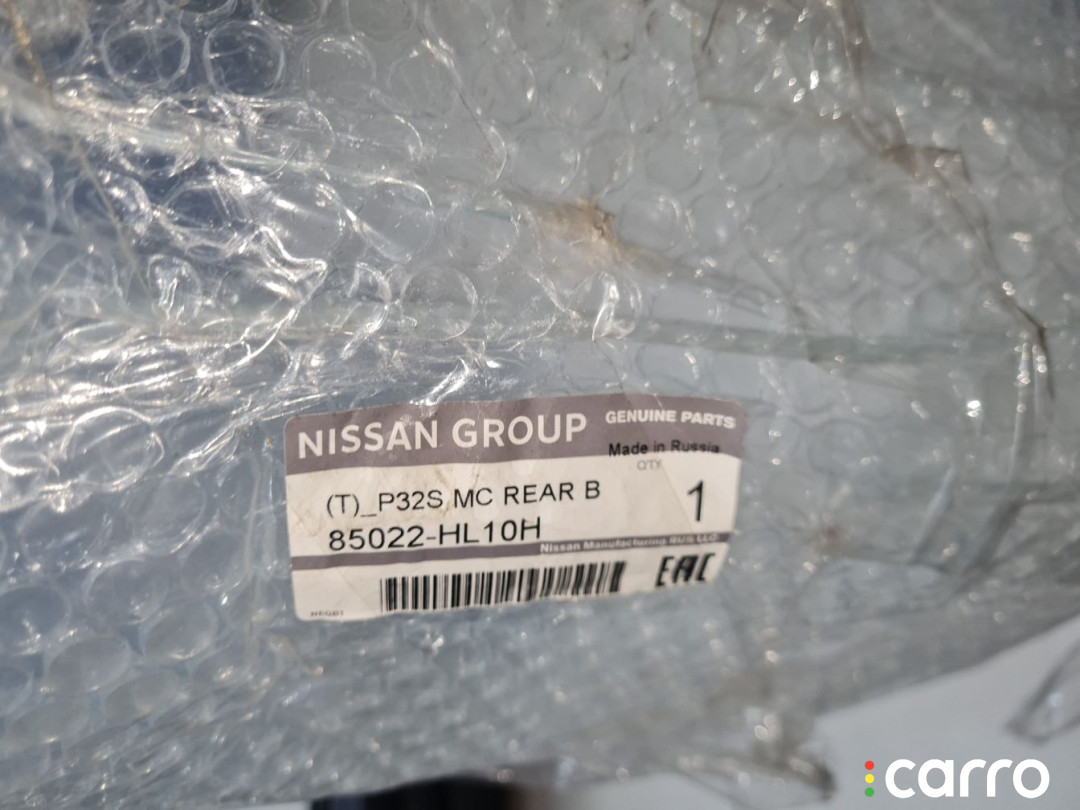 NISSAN GROUP
GENUINE PARTS
Made in Russia
QTY
(T)_P32S MC REAR B
1
85022-HL10H
Nissan Manufacturing RUS LLC
EAC
carro